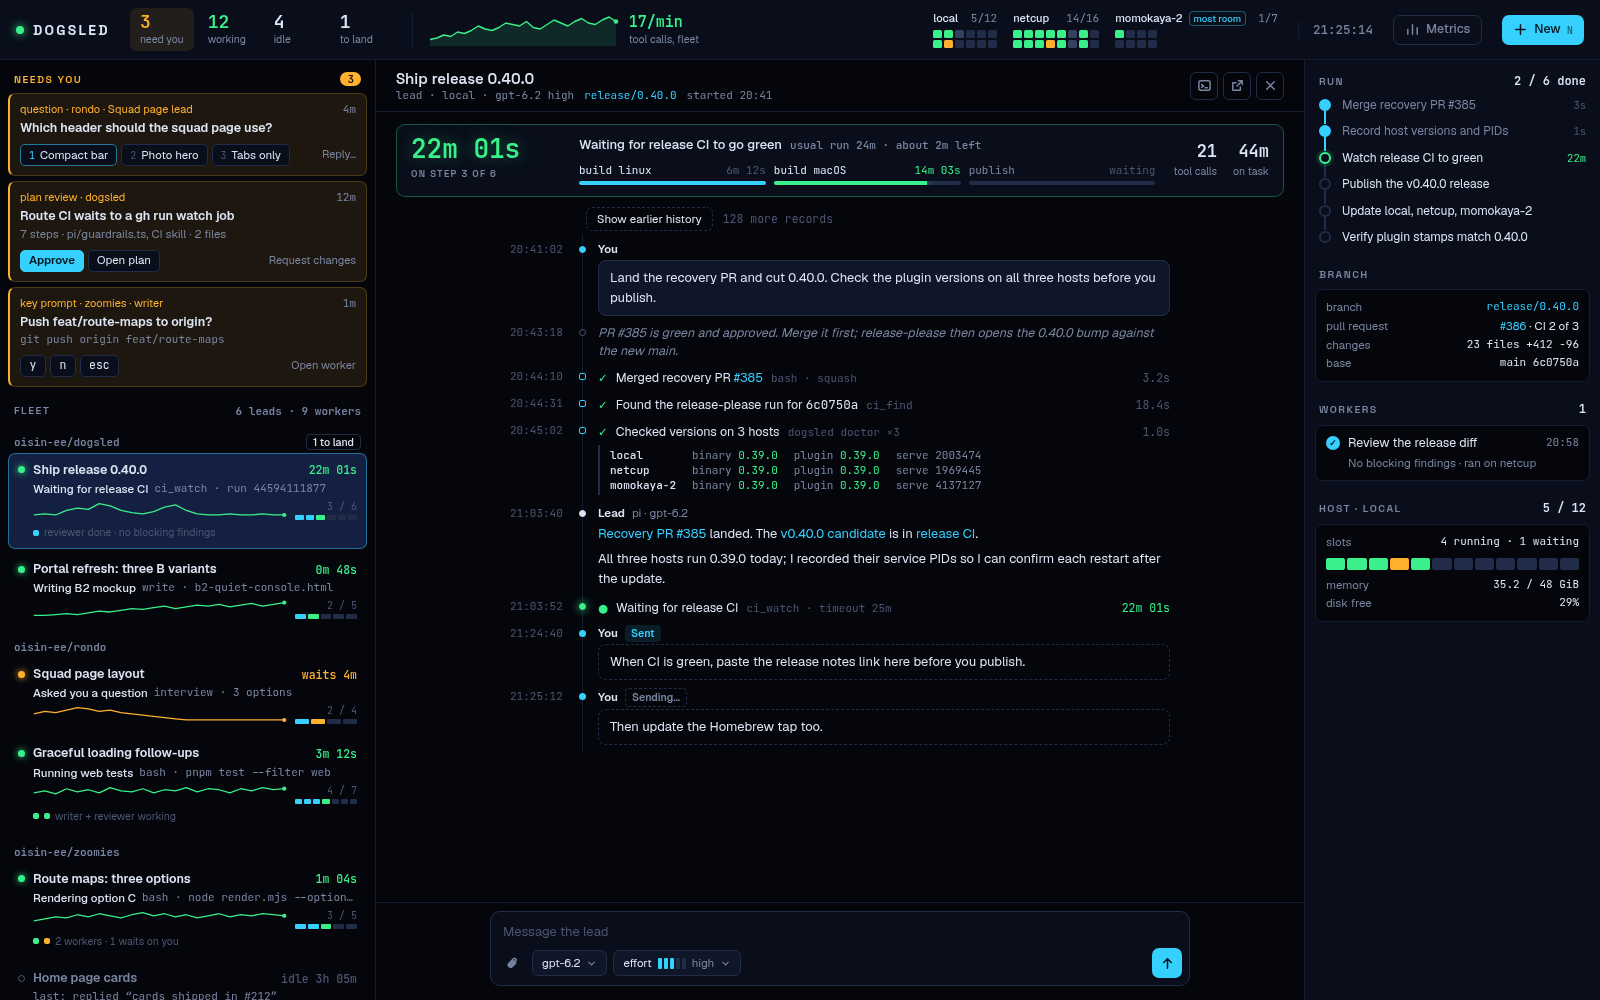 DOGSLED
3
need you
12
working
4
idle
1
to land
17/min
tool calls, fleet
local 5/12
netcup 14/16
momokaya-2 most room 1/7
21:25:14
Metrics
New N
NEEDS YOU 3
question · rondo · Squad page lead 4m
Which header should the squad page use?
1 Compact bar 2 Photo hero 3 Tabs only Reply…
plan review · dogsled 12m
Route CI waits to a gh run watch job
7 steps · pi/guardrails.ts, CI skill · 2 files
Approve Open plan Request changes
key prompt · zoomies · writer 1m
Push feat/route-maps to origin?
git push origin feat/route-maps
y n esc Open worker
FLEET 6 leads · 9 workers
oisin-ee/dogsled 1 to land
Ship release 0.40.0 22m 01s
Waiting for release CI ci_watch · run 44594111877
3 / 6
reviewer done · no blocking findings
Portal refresh: three B variants 0m 48s
Writing B2 mockup write · b2-quiet-console.html
2 / 5
oisin-ee/rondo
Squad page layout waits 4m
Asked you a question interview · 3 options
2 / 4
Graceful loading follow-ups 3m 12s
Running web tests bash · pnpm test --filter web
4 / 7
writer + reviewer working
oisin-ee/zoomies
Route maps: three options 1m 04s
Rendering option C bash · node render.mjs --option…
3 / 5
2 workers · 1 waits on you
Home page cards idle 3h 05m
last: replied “cards shipped in #212”
Ship release 0.40.0
lead · local · gpt-6.2 high release/0.40.0 started 20:41
22m 01s
ON STEP 3 OF 6
Waiting for release CI to go green usual run 24m · about 2m left
build linux 6m 12s build macOS 14m 03s publish waiting
21
tool calls
44m
on task
Show earlier history 128 more records
20:41:02 You
Land the recovery PR and cut 0.40.0. Check the plugin versions on all three hosts before you
publish.
20:43:18 PR #385 is green and approved. Merge it first; release-please then opens the 0.40.0 bump against
the new main.
20:44:10 ✓ Merged recovery PR #385 bash · squash 3.2s
20:44:31 ✓ Found the release-please run for 6c0750a ci_find 18.4s
20:45:02 ✓ Checked versions on 3 hosts dogsled doctor ×3 1.0s
local binary 0.39.0 plugin 0.39.0 serve 2003474
netcup binary 0.39.0 plugin 0.39.0 serve 1969445
momokaya-2 binary 0.39.0 plugin 0.39.0 serve 4137127
21:03:40 Lead pi · gpt-6.2
Recovery PR #385 landed. The v0.40.0 candidate is in release CI.
All three hosts run 0.39.0 today; I recorded their service PIDs so I can confirm each restart after
the update.
21:03:52 Waiting for release CI ci_watch · timeout 25m 22m 01s
21:24:40 You Sent
When CI is green, paste the release notes link here before you publish.
21:25:12 You Sending…
Then update the Homebrew tap too.
Message the lead
gpt-6.2 effort high
RUN 2 / 6 done
Merge recovery PR #385 3s
Record host versions and PIDs 1s
Watch release CI to green 22m
Publish the v0.40.0 release
Update local, netcup, momokaya-2
Verify plugin stamps match 0.40.0
BRANCH
branch release/0.40.0
pull request #386 · CI 2 of 3
changes 23 files +412 -96
base main 6c0750a
WORKERS 1
Review the release diff 20:58
No blocking findings · ran on netcup
HOST · LOCAL 5 / 12
slots 4 running · 1 waiting
memory 35.2 / 48 GiB
disk free 29%